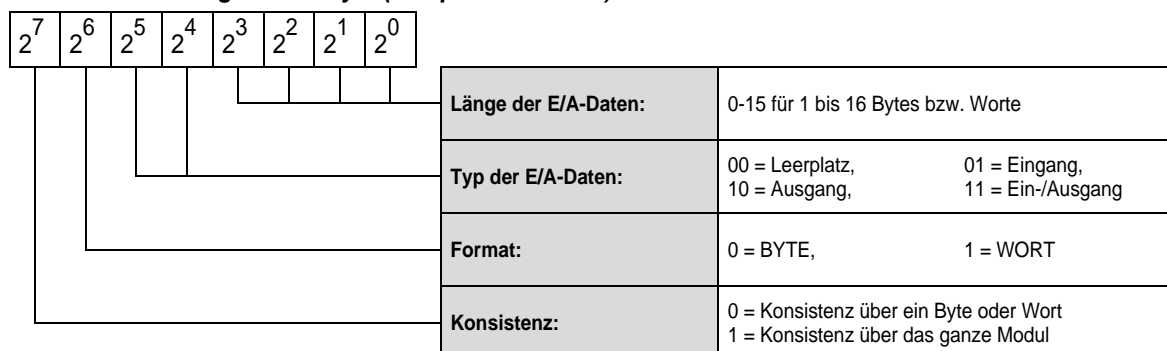 2^7 2^6 2^5 2^4 2^3 2^2 2^1 2^0
Länge der E/A-Daten: 0-15 für 1 bis 16 Bytes bzw. Worte
Typ der E/A-Daten: 00 = Leerplatz, 01 = Eingang,
10 = Ausgang, 11 = Ein-/Ausgang
Format: 0 = BYTE, 1 = WORT
Konsistenz: 0 = Konsistenz über ein Byte oder Wort
1 = Konsistenz über das ganze Modul